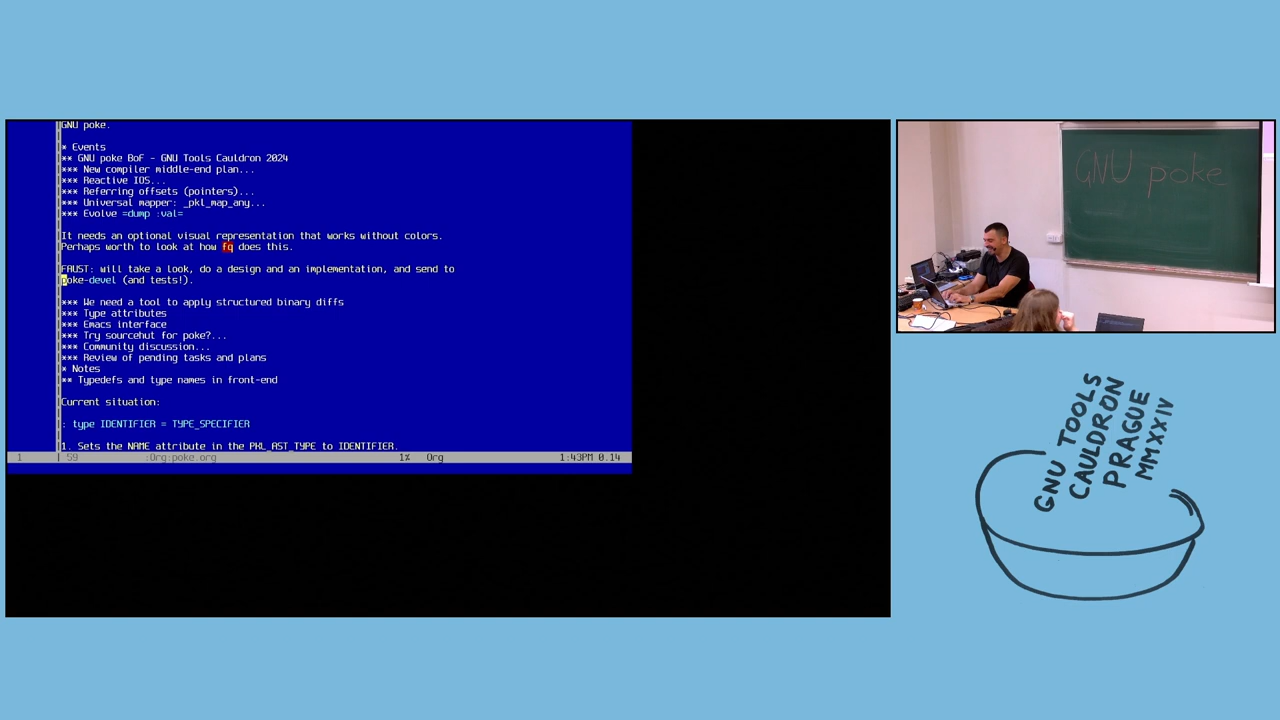 GNU poke.
* Events
** GNU poke BoF - GNU Tools Cauldron 2024
*** New compiler middle-end plan...
*** Reactive IOS...
*** Referring offsets (pointers)...
*** Universal mapper: _pkl_map_any...
*** Evolve =dump :val=
It needs an optional visual representation that works without colors.
Perhaps worth to look at how fq does this.
FAUST: will take a look, do a design and an implementation, and send to
poke-devel (and tests!).
*** We need a tool to apply structured binary diffs
*** Type attributes
*** Emacs interface
*** Try sourcehut for poke?...
*** Community discussion...
*** Review of pending tasks and plans
* Notes
** Typedefs and type names in front-end
Current situation:
: type IDENTIFIER = TYPE_SPECIFIER
1. Sets the NAME attribute in the PKL_AST_TYPE to IDENTIFIER.
1 59 :Org:poke.org 1% Org 1:43PM 0.14
GNU poke
GNU TOOLS
CAULDRON
PRAGUE
MMXXIV